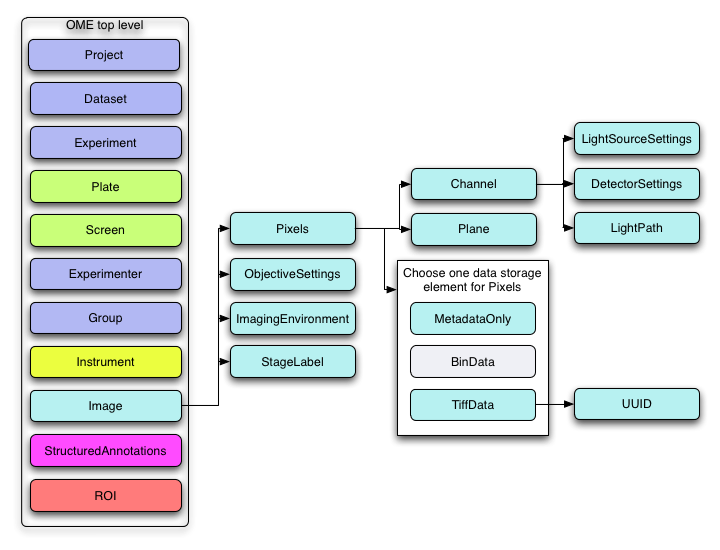 OME top level
Project
Dataset
Experiment
Plate
Screen
Experimenter
Group
Instrument
Image
StructuredAnnotations
ROI
Pixels
ObjectiveSettings
ImagingEnvironment
StageLabel
Channel
Plane
Choose one data storage
element for Pixels
MetadataOnly
BinData
TiffData
LightSourceSettings
DetectorSettings
LightPath
UUID